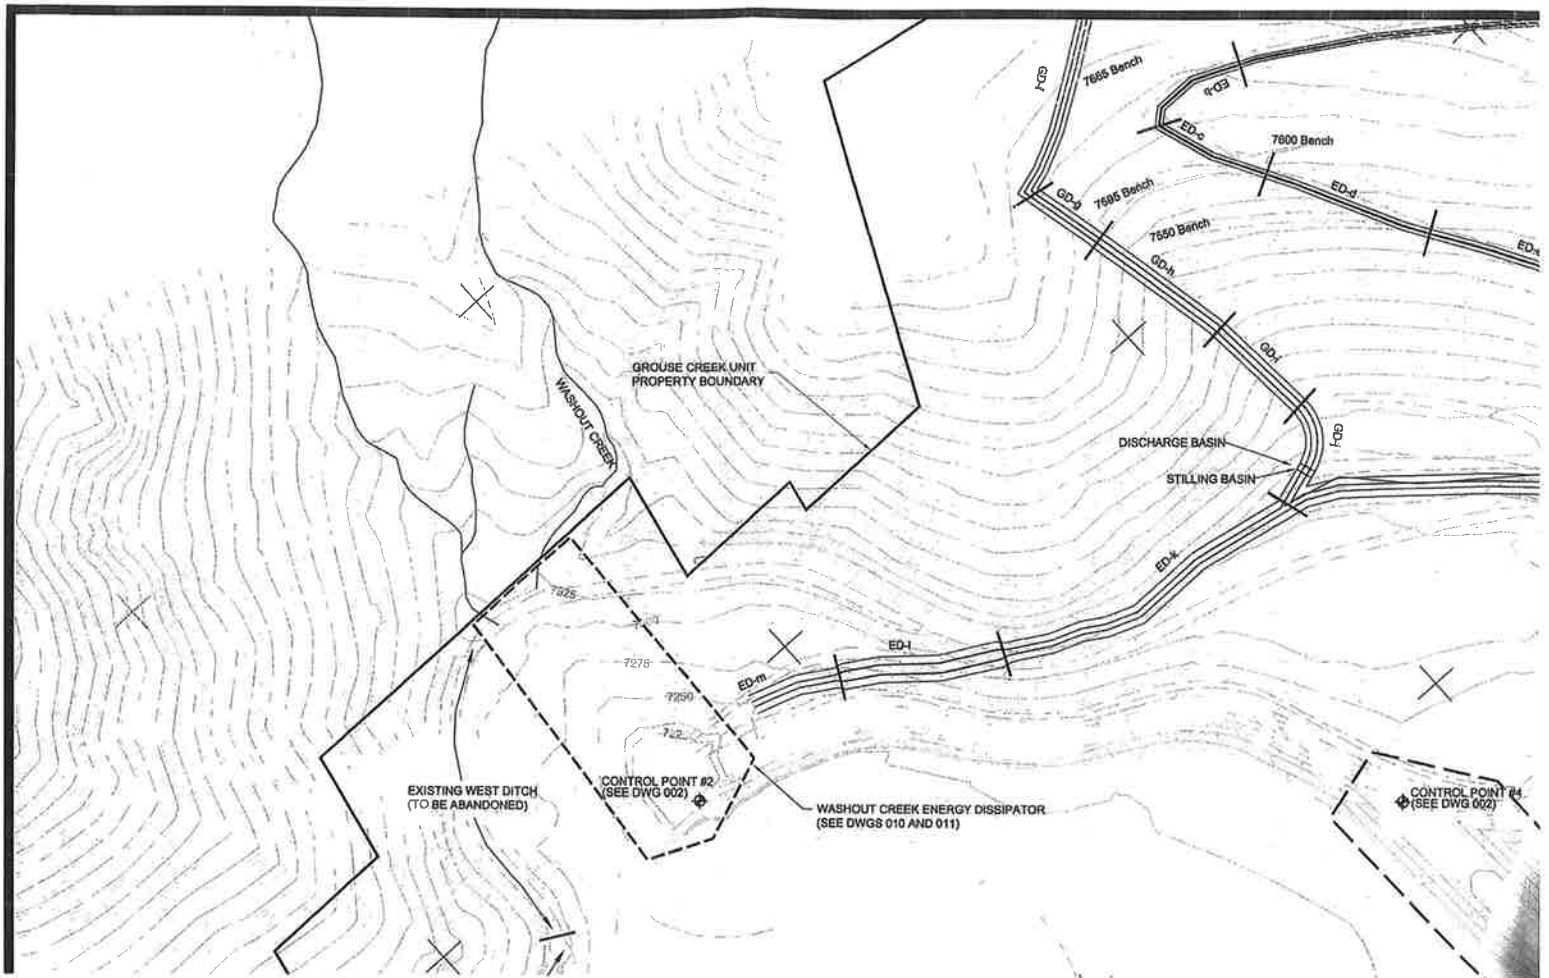 GD-f
7665 Bench
ED-b
ED-c
7600 Bench
ED-d
ED-e
GD-g
7595 Bench
7550 Bench
GD-h
GD-i
GD-j
WASHOUT CREEK
GROUSE CREEK UNIT
PROPERTY BOUNDARY
DISCHARGE BASIN
STILLING BASIN
ED-k
ED-l
ED-m
7325
7275
7250
EXISTING WEST DITCH
(TO BE ABANDONED)
CONTROL POINT #2
(SEE DWG 002)
WASHOUT CREEK ENERGY DISSIPATOR
(SEE DWGS 010 AND 011)
CONTROL POINT #4
(SEE DWG 002)